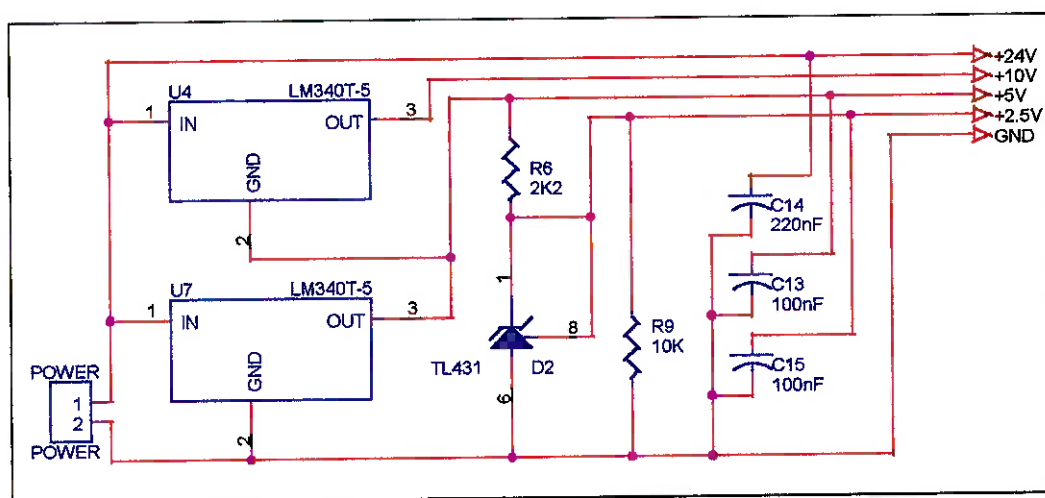 +24V
+10V
+5V
+2.5V
GND
U4
LM340T-5
1
IN
OUT
3
GND
2
R6
2K2
C14
220nF
U7
LM340T-5
1
IN
OUT
3
GND
2
1
8
TL431
D2
6
R9
10K
C13
100nF
C15
100nF
POWER
1
2
POWER